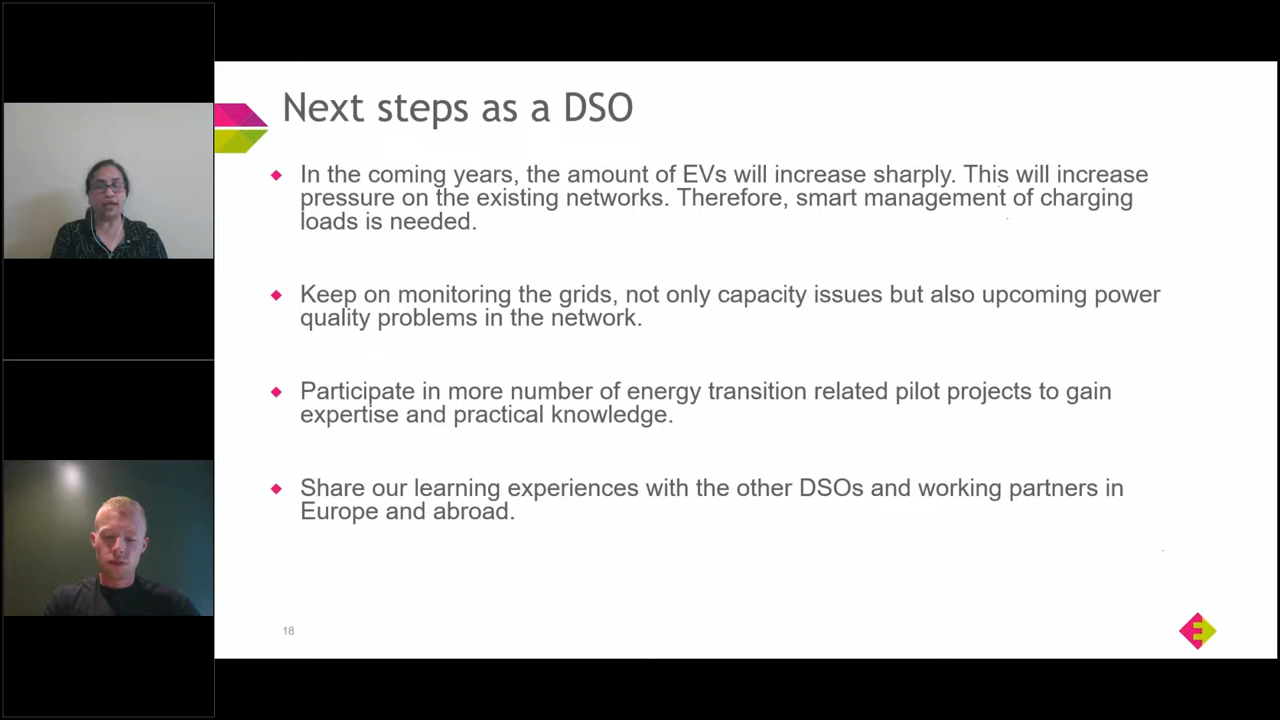 Next steps as a DSO
In the coming years, the amount of EVs will increase sharply. This will increase
pressure on the existing networks. Therefore, smart management of charging
loads is needed.
Keep on monitoring the grids, not only capacity issues but also upcoming power
quality problems in the network.
Participate in more number of energy transition related pilot projects to gain
expertise and practical knowledge.
Share our learning experiences with the other DSOs and working partners in
Europe and abroad.
18